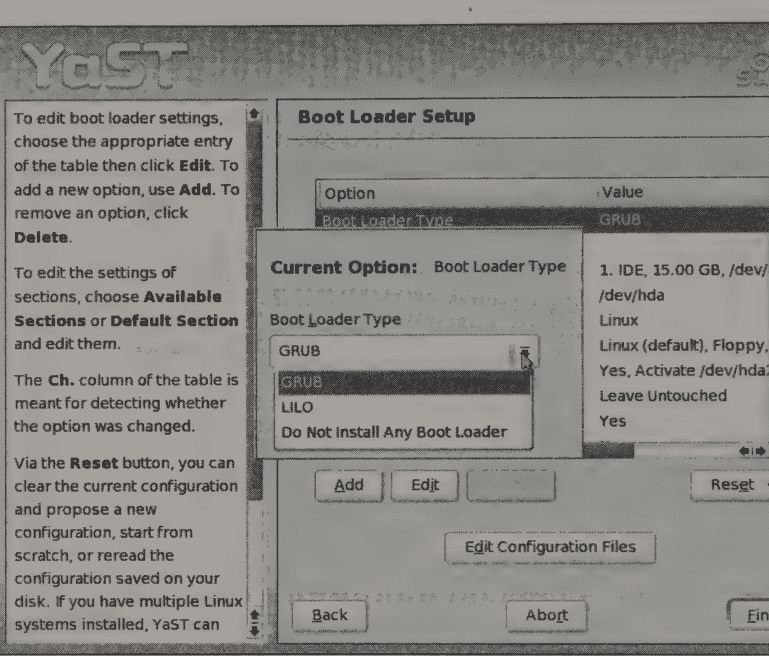 YaST
To edit boot loader settings,
choose the appropriate entry
of the table then click Edit. To
add a new option, use Add. To
remove an option, click
Delete.
To edit the settings of
sections, choose Available
Sections or Default Section
and edit them.
The Ch. column of the table is
meant for detecting whether
the option was changed.
Via the Reset button, you can
clear the current configuration
and propose a new
configuration, start from
scratch, or reread the
configuration saved on your
disk. If you have multiple Linux
systems installed, YaST can
Boot Loader Setup
Option Value
Boot Loader Type GRUB
Current Option: Boot Loader Type
Boot Loader Type
GRUB
GRUB
LILO
Do Not Install Any Boot Loader
1. IDE, 15.00 GB, /dev/
/dev/hda
Linux
Linux (default), Floppy,
Yes, Activate /dev/hda
Leave Untouched
Yes
Add Edit Reset
Edit Configuration Files
Back Abort Fin